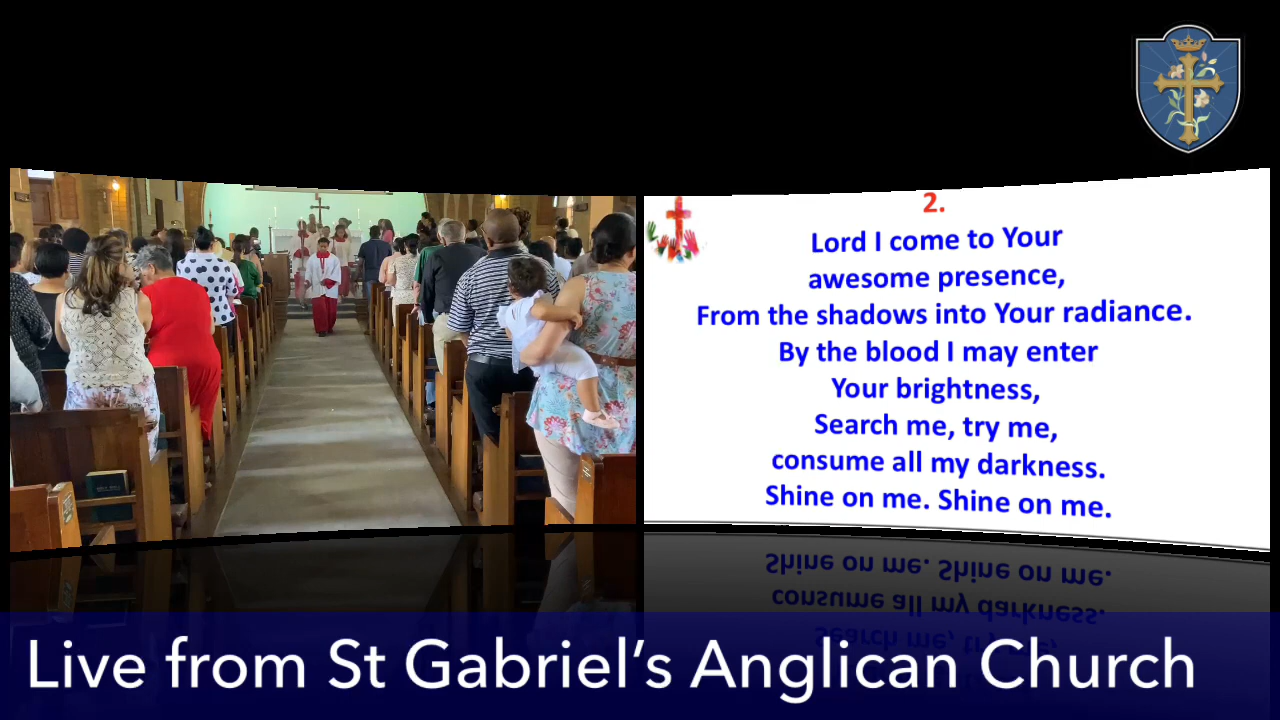 2.
Lord I come to Your
awesome presence,
From the shadows into Your radiance.
By the blood I may enter
Your brightness,
Search me, try me,
consume all my darkness.
Shine on me. Shine on me.
Live from St Gabriel's Anglican Church